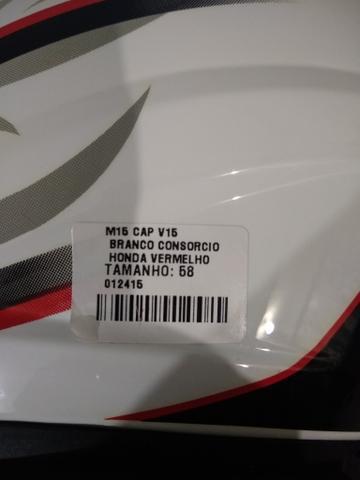 M15 CAP V15
BRANCO CONSORCIO
HONDA VERMELHO
TAMANHO: 58
012415